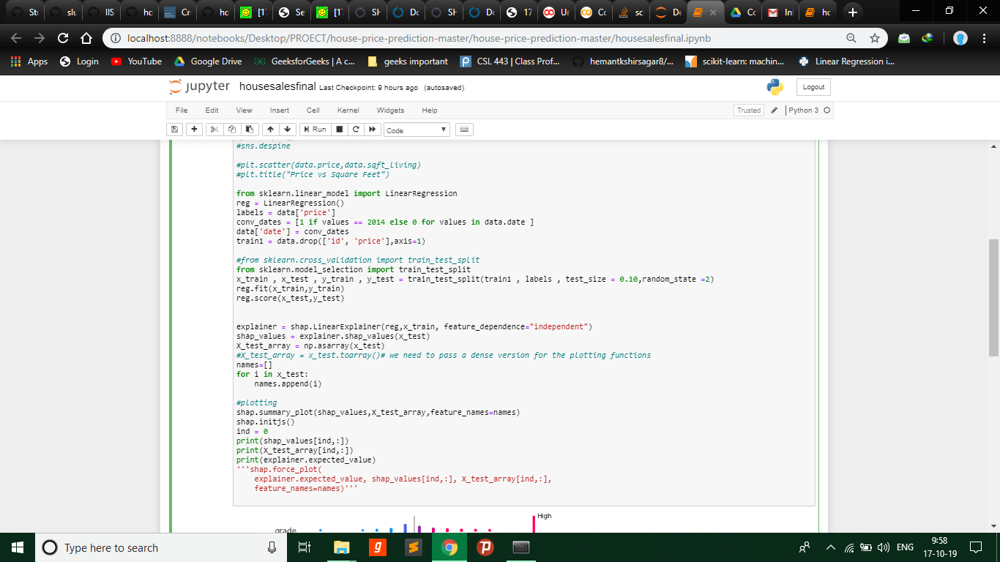 Stu
slu
IIS
ho
Cr
ho
[1
Se
[1
SH
Do
SH
Do
17
Un
Co
sc
De
Co
In
ho
localhost:8888/notebooks/Desktop/PROECT/house-price-prediction-master/house-price-prediction-master/housesalesfinal.ipynb
Apps Login YouTube Google Drive GeeksforGeeks | A c... geeks important CSL 443 | Class Prof... hemantkshirsagar8/... scikit-learn: machin... Linear Regression i...
jupyter housesalesfinal Last Checkpoint: 9 hours ago (autosaved) Logout
File Edit View Insert Cell Kernel Widgets Help Trusted Python 3
Run Code
#sns.despine
#plt.scatter(data.price,data.sqft_living)
#plt.title("Price vs Square Feet")
from sklearn.linear_model import LinearRegression
reg = LinearRegression()
labels = data['price']
conv_dates = [1 if values == 2014 else 0 for values in data.date ]
data['date'] = conv_dates
train1 = data.drop(['id', 'price'],axis=1)
#from sklearn.cross_validation import train_test_split
from sklearn.model_selection import train_test_split
x_train , x_test , y_train , y_test = train_test_split(train1 , labels , test_size = 0.10,random_state =2)
reg.fit(x_train,y_train)
reg.score(x_test,y_test)
explainer = shap.LinearExplainer(reg,x_train, feature_dependence="independent")
shap_values = explainer.shap_values(x_test)
X_test_array = np.asarray(x_test)
#X_test_array = x_test.toarray()# we need to pass a dense version for the plotting functions
names=[]
for i in x_test:
    names.append(i)
#plotting
shap.summary_plot(shap_values,X_test_array,feature_names=names)
shap.initjs()
ind = 0
print(shap_values[ind,:])
print(X_test_array[ind,:])
print(explainer.expected_value)
'''shap.force_plot(
    explainer.expected_value, shap_values[ind,:], X_test_array[ind,:],
    feature_names=names)'''
High
grade
Type here to search
ENG
9:58
17-10-19